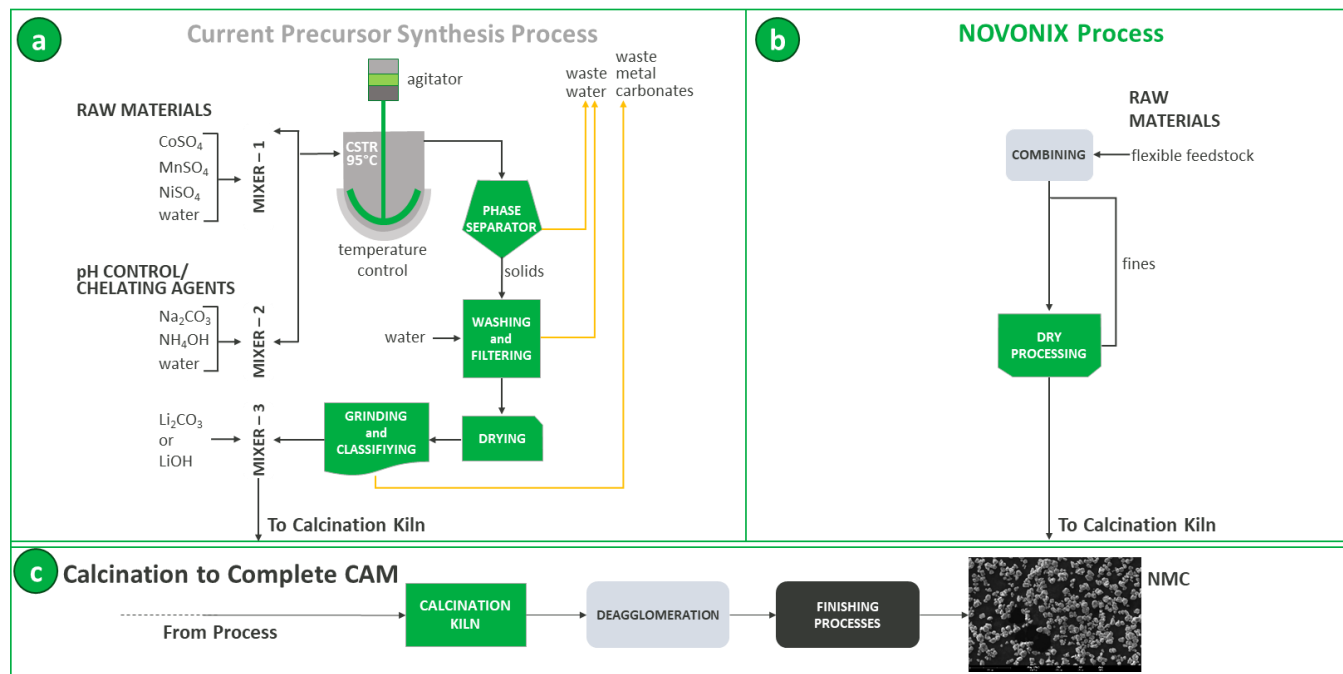 a
Current Precursor Synthesis Process
agitator
waste
water
waste
metal
carbonates
RAW MATERIALS
CoSO₄
MnSO₄
NiSO₄
water
MIXER – 1
CSTR
95°C
temperature
control
PHASE
SEPARATOR
solids
pH CONTROL/
CHELATING AGENTS
Na₂CO₃
NH₄OH
water
MIXER – 2
water
WASHING
and
FILTERING
Li₂CO₃
or
LiOH
MIXER – 3
GRINDING
and
CLASSIFIYING
DRYING
To Calcination Kiln
b
NOVONIX Process
RAW
MATERIALS
COMBINING
flexible feedstock
fines
DRY
PROCESSING
To Calcination Kiln
c
Calcination to Complete CAM
From Process
CALCINATION
KILN
DEAGGLOMERATION
FINISHING
PROCESSES
NMC